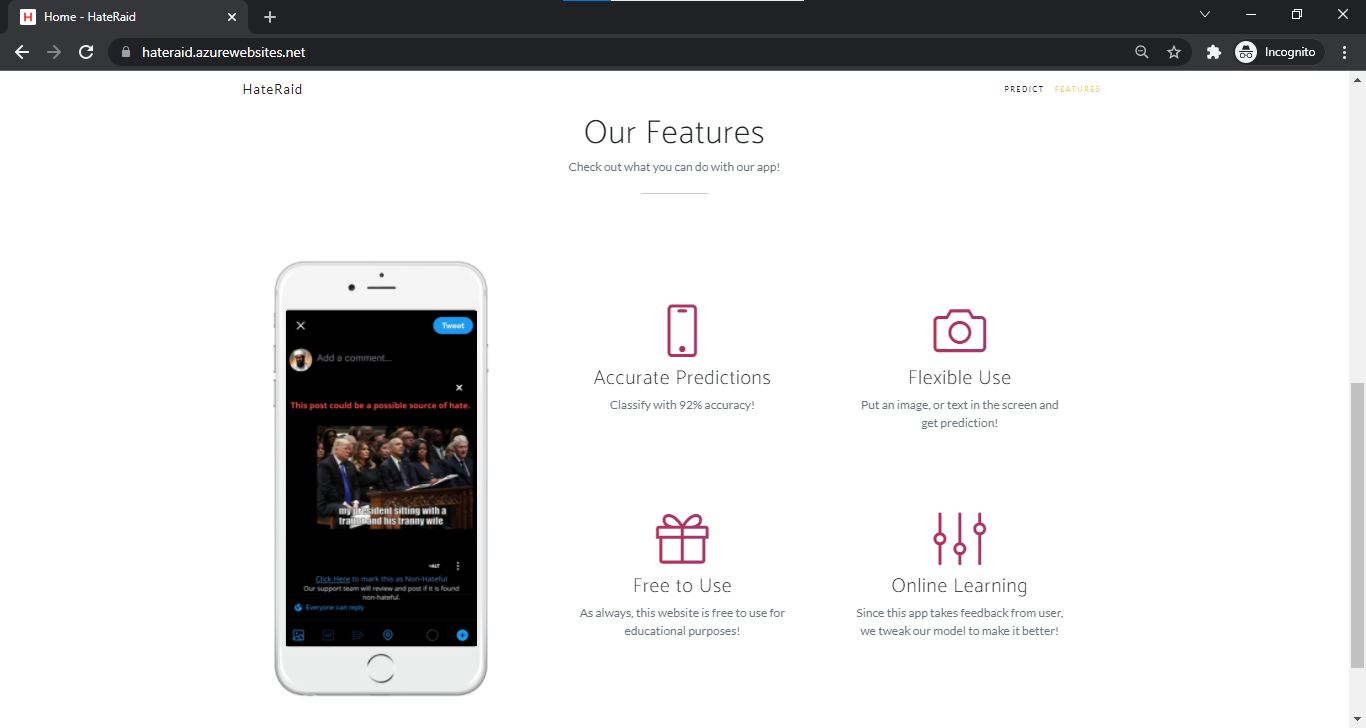 Home - HateRaid
hateraid.azurewebsites.net
Incognito
HateRaid
PREDICT FEATURES
Our Features
Check out what you can do with our app!
Tweet
Add a comment...
This post could be a possible source of hate.
my president sitting with a
traitor and his tranny wife
+ALT
Click Here to mark this as Non-Hateful
Our support team will review and post if it is found
non-hateful.
Everyone can reply
Accurate Predictions
Classify with 92% accuracy!
Flexible Use
Put an image, or text in the screen and
get prediction!
Free to Use
As always, this website is free to use for
educational purposes!
Online Learning
Since this app takes feedback from user,
we tweak our model to make it better!